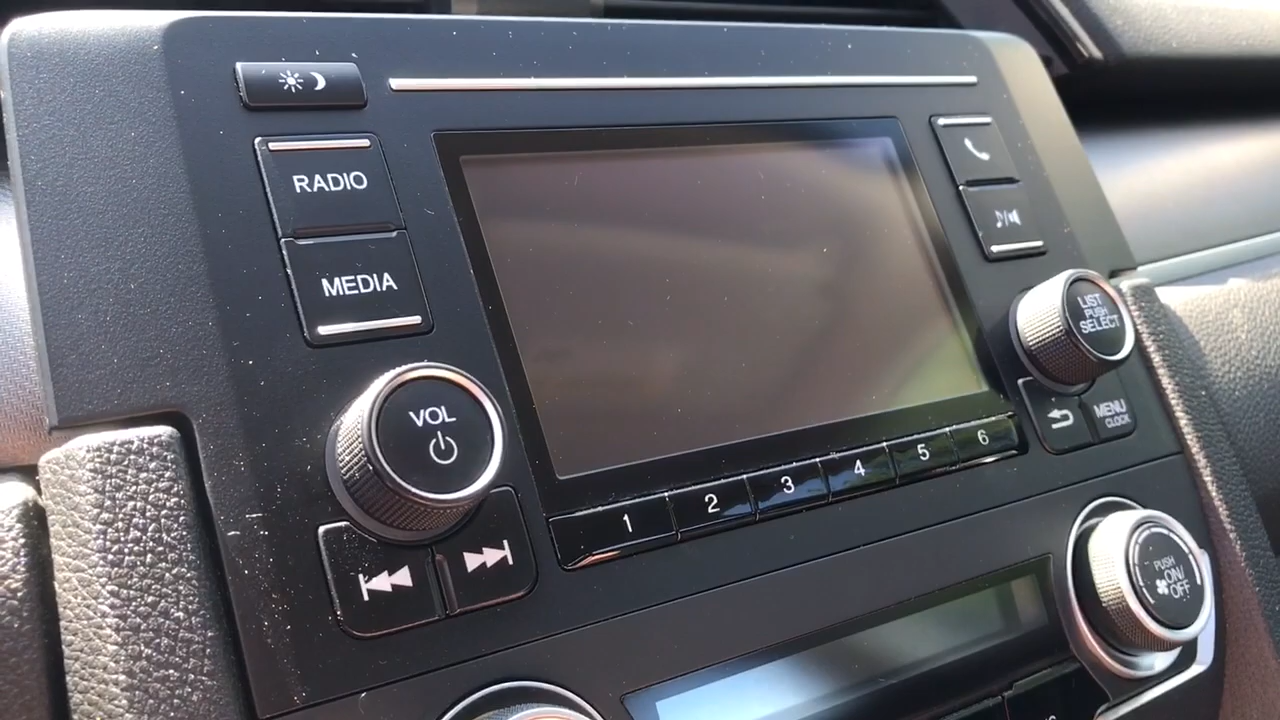 RADIO
MEDIA
VOL
LIST
PUSH
SELECT
MENU
CLOCK
1 2 3 4 5 6
PUSH
ON/
OFF